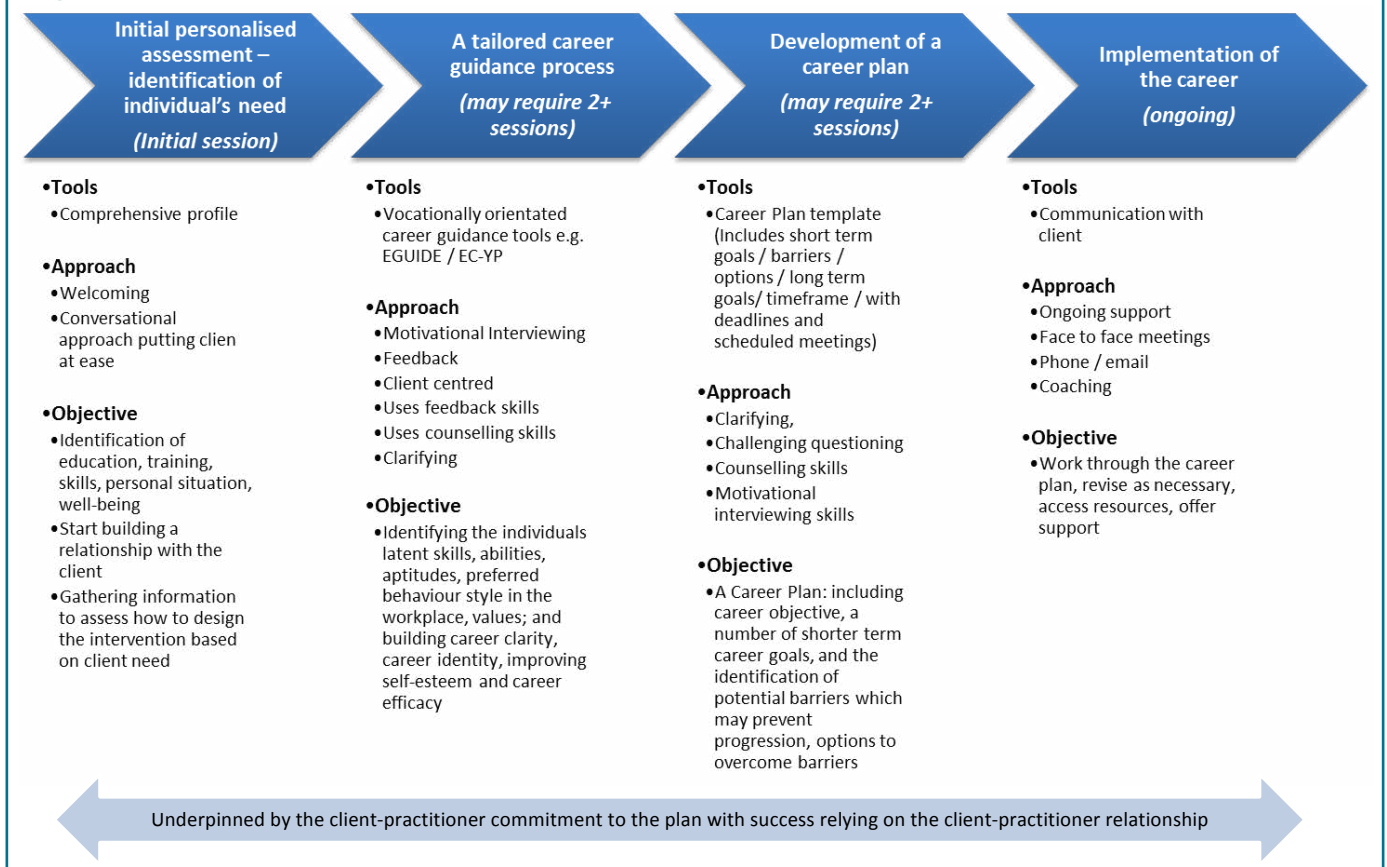 Initial personalised
assessment –
identification of
individual's need
(Initial session)
•Tools
•Comprehensive profile
•Approach
•Welcoming
•Conversational
approach putting clien
at ease
•Objective
•Identification of
education, training,
skills, personal situation,
well-being
•Start building a
relationship with the
client
•Gathering information
to assess how to design
the intervention based
on client need
A tailored career
guidance process
(may require 2+
sessions)
•Tools
•Vocationally orientated
career guidance tools e.g.
EGUIDE / EC-YP
•Approach
•Motivational Interviewing
•Feedback
•Client centred
•Uses feedback skills
•Uses counselling skills
•Clarifying
•Objective
•Identifying the individuals
latent skills, abilities,
aptitudes, preferred
behaviour style in the
workplace, values; and
building career clarity,
career identity, improving
self-esteem and career
efficacy
Development of a
career plan
(may require 2+
sessions)
•Tools
•Career Plan template
(Includes short term
goals / barriers /
options / long term
goals/ timeframe / with
deadlines and
scheduled meetings)
•Approach
•Clarifying,
•Challenging questioning
•Counselling skills
•Motivational
interviewing skills
•Objective
•A Career Plan: including
career objective, a
number of shorter term
career goals, and the
identification of
potential barriers which
may prevent
progression, options to
overcome barriers
Implementation of
the career
(ongoing)
•Tools
•Communication with
client
•Approach
•Ongoing support
•Face to face meetings
•Phone / email
•Coaching
•Objective
•Work through the career
plan, revise as necessary,
access resources, offer
support
Underpinned by the client-practitioner commitment to the plan with success relying on the client-practitioner relationship